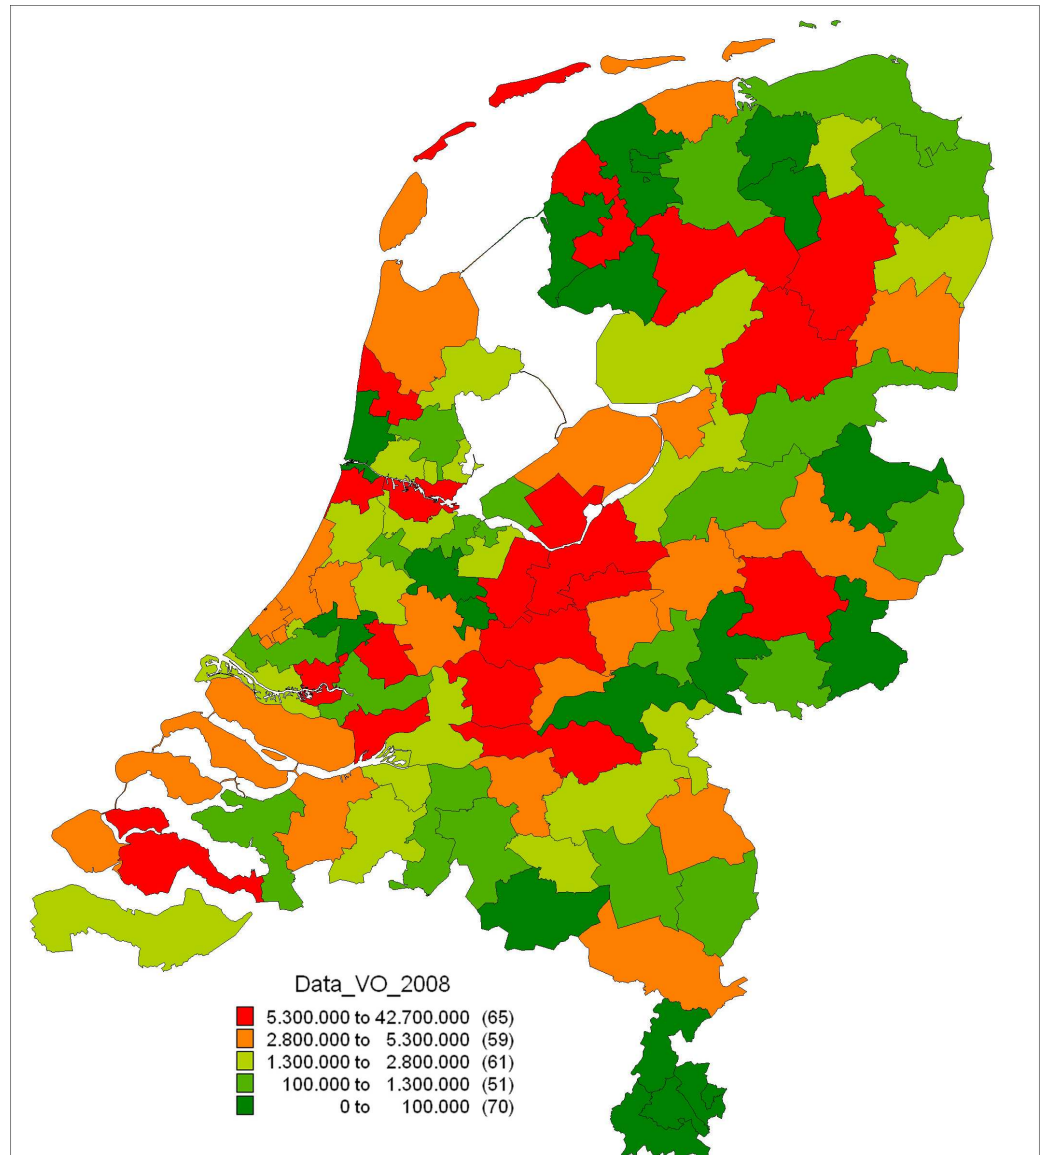 Data_VO_2008
5.300.000 to 42.700.000 (65)
2.800.000 to 5.300.000 (59)
1.300.000 to 2.800.000 (61)
100.000 to 1.300.000 (51)
0 to 100.000 (70)